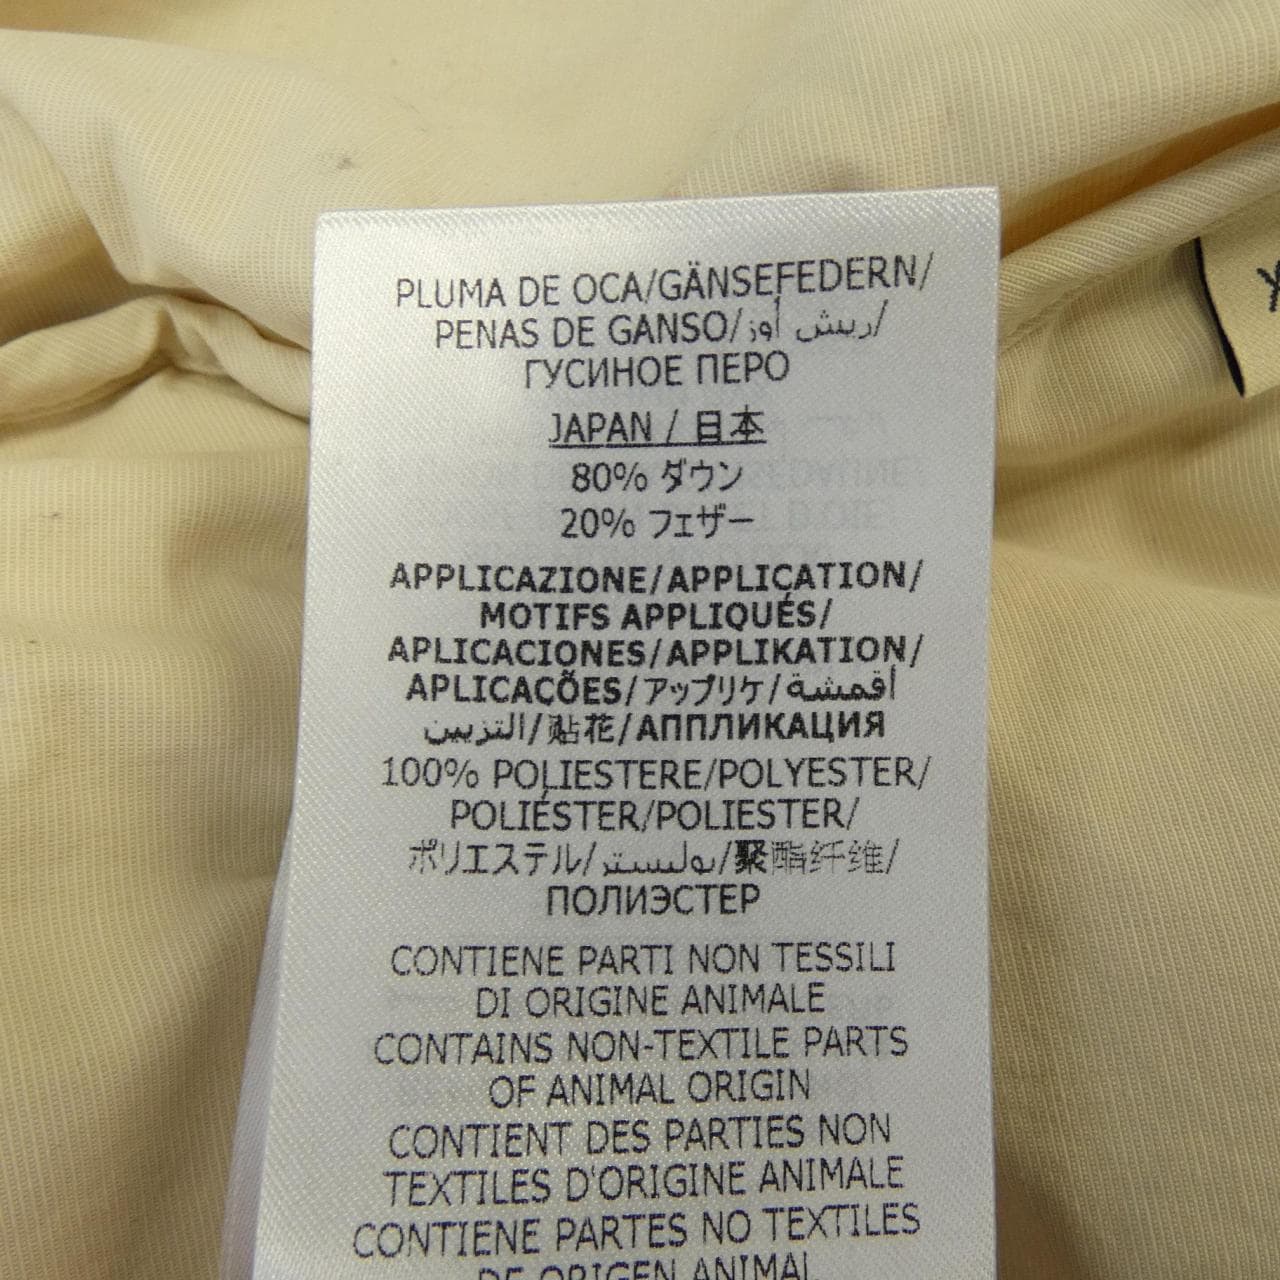 PLUMA DE OCA/GÄNSEFEDERN/
PENAS DE GANSO/ريش أوز/
ГУСИНОЕ ПЕРО
JAPAN / 日本
80% ダウン
20% フェザー
APPLICAZIONE/APPLICATION/
MOTIFS APPLIQUÉS/
APLICACIONES/APPLIKATION/
APLICAÇÕES/アップリケ/أقمشة
التزيين/贴花/АППЛИКАЦИЯ
100% POLIESTERE/POLYESTER/
POLIÉSTER/POLIESTER/
ポリエステル/بوليستر/聚酯纤维/
ПОЛИЭСТЕР
CONTIENE PARTI NON TESSILI
DI ORIGINE ANIMALE
CONTAINS NON-TEXTILE PARTS
OF ANIMAL ORIGIN
CONTIENT DES PARTIES NON
TEXTILES D'ORIGINE ANIMALE
CONTIENE PARTES NO TEXTILES
DE ORIGEN ANIMAL